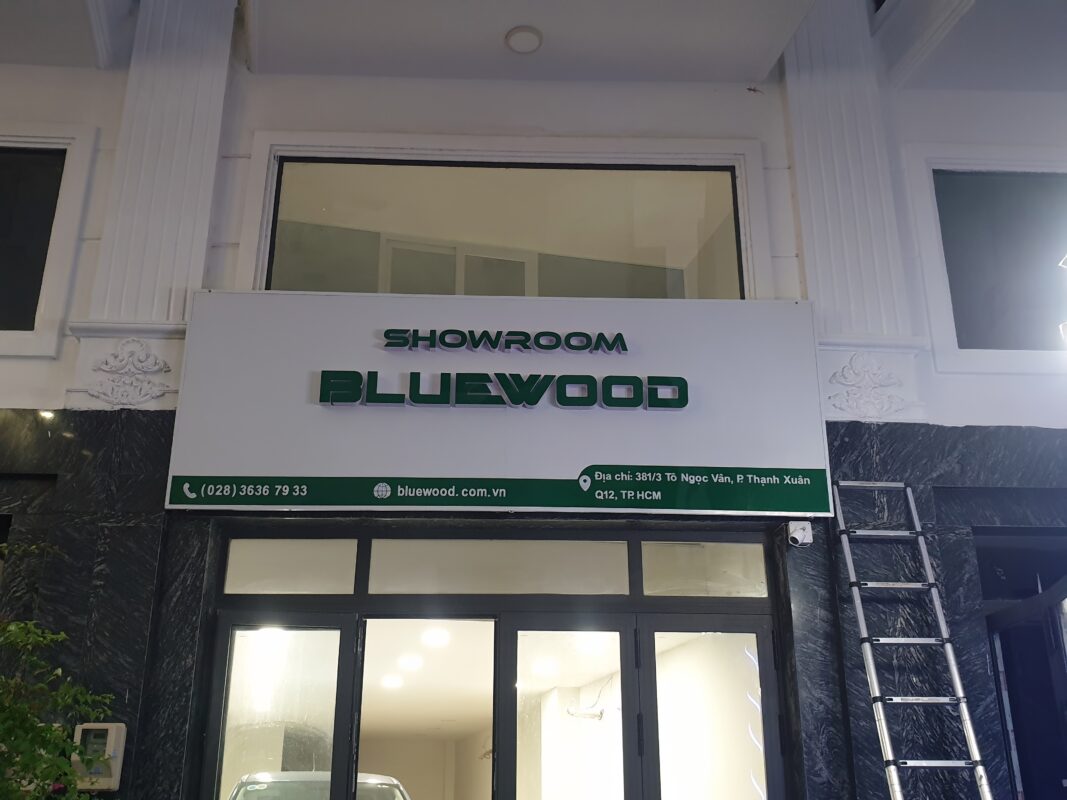 SHOWROOM
BLUEWOOD
(028) 3636 79 33
bluewood.com.vn
Địa chỉ: 381/3 Tô Ngọc Vân, P. Thạnh Xuân
Q12, TP. HCM